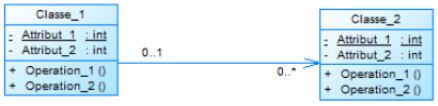 Classe_1
- Attribut_1 : int
- Attribut_2 : int
+ Operation_1 ()
+ Operation_2 ()
0..1
0..*
Classe_2
- Attribut_1 : int
- Attribut_2 : int
+ Operation_1 ()
+ Operation_2 ()